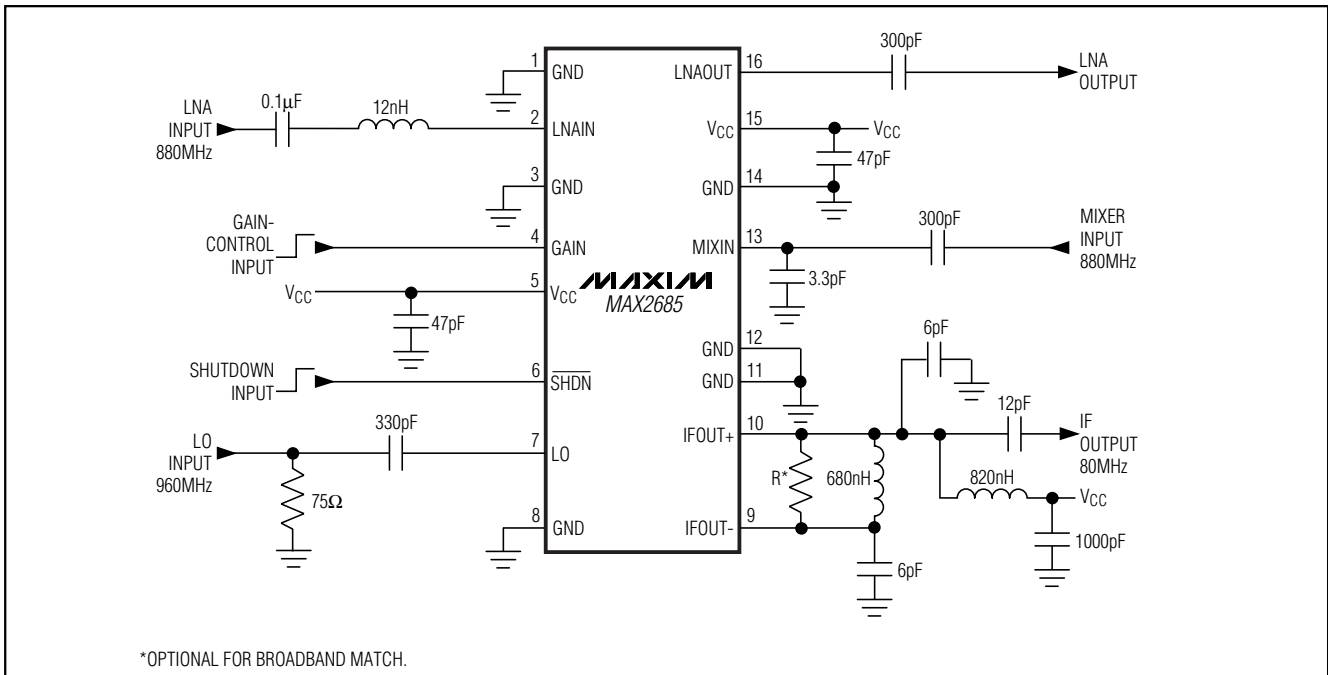 1
GND
16
LNAOUT
300pF
LNA
OUTPUT
LNA
INPUT
880MHz
0.1μF
12nH
2
LNAIN
15
VCC
VCC
47pF
3
GND
14
GND
GAIN-
CONTROL
INPUT
4
GAIN
13
MIXIN
300pF
MIXER
INPUT
880MHz
3.3pF
VCC
5
VCC
47pF
MAXIM
MAX2685
12
GND
11
GND
6pF
SHUTDOWN
INPUT
6
SHDN
10
IFOUT+
12pF
IF
OUTPUT
80MHz
LO
INPUT
960MHz
330pF
7
LO
75Ω
R*
680nH
820nH
VCC
1000pF
8
GND
9
IFOUT-
6pF
*OPTIONAL FOR BROADBAND MATCH.